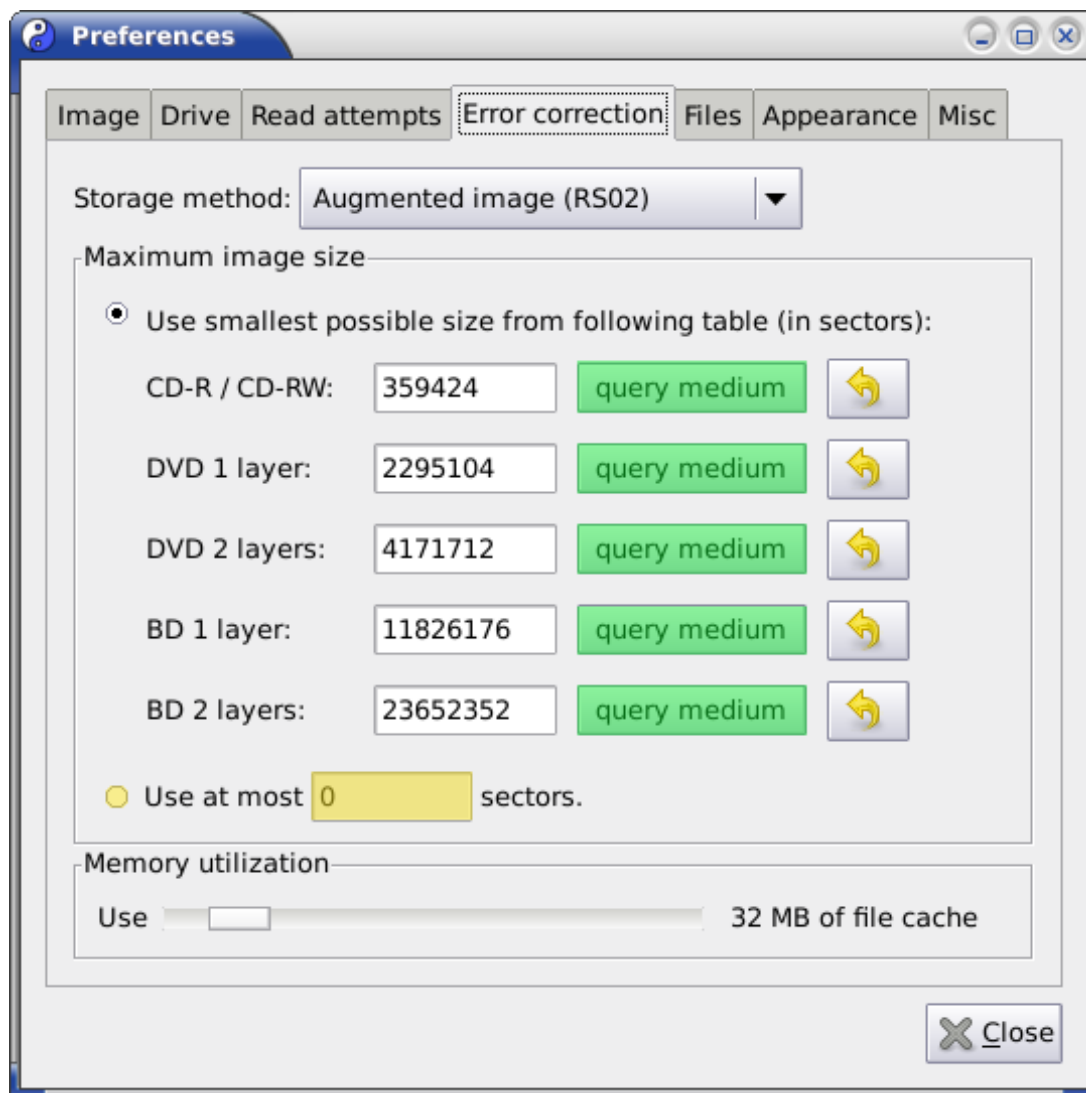 Preferences
Image Drive Read attempts Error correction Files Appearance Misc
Storage method: Augmented image (RS02)
Maximum image size
Use smallest possible size from following table (in sectors):
CD-R / CD-RW: 359424 query medium
DVD 1 layer: 2295104 query medium
DVD 2 layers: 4171712 query medium
BD 1 layer: 11826176 query medium
BD 2 layers: 23652352 query medium
Use at most 0 sectors.
Memory utilization
Use 32 MB of file cache
Close